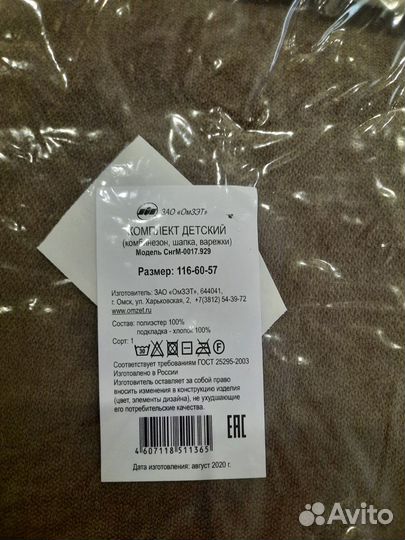 ЗАО «ОмЗЭТ»
КОМПЛЕКТ ДЕТСКИЙ
(комбинезон, шапка, варежки)
Модель СнгМ-0017.929
Размер: 116-60-57
Изготовитель: ЗАО «ОмЗЭТ», 644041,
г. Омск, ул. Харьковская, 2, +7(3812) 54-39-72
www.omzet.ru
Состав: полиэстер 100%
подкладка - хлопок 100%
Сорт: 1
Соответствует требованиям ГОСТ 25295-2003
Изготовлено в России
Изготовитель оставляет за собой право
вносить изменения в конструкцию изделия
(цвет, элементы дизайна), не ухудшающие
его потребительские качества.
4 607118 511365
ЕАС
Дата изготовления: август 2020 г.
Avito